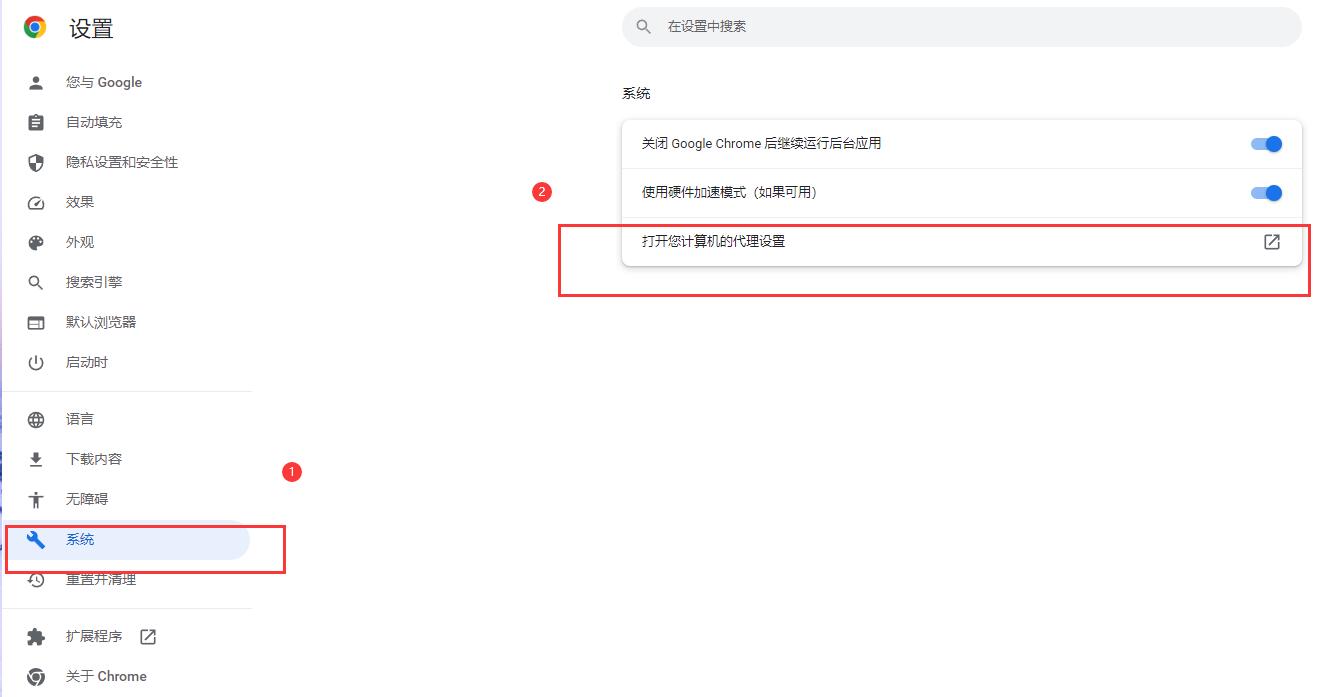 设置
在设置中搜索
您与 Google
自动填充
隐私设置和安全性
效果
外观
搜索引擎
默认浏览器
启动时
语言
下载内容
无障碍
1
系统
重置并清理
扩展程序
关于 Chrome
系统
关闭 Google Chrome 后继续运行后台应用
2
使用硬件加速模式（如果可用）
打开您计算机的代理设置